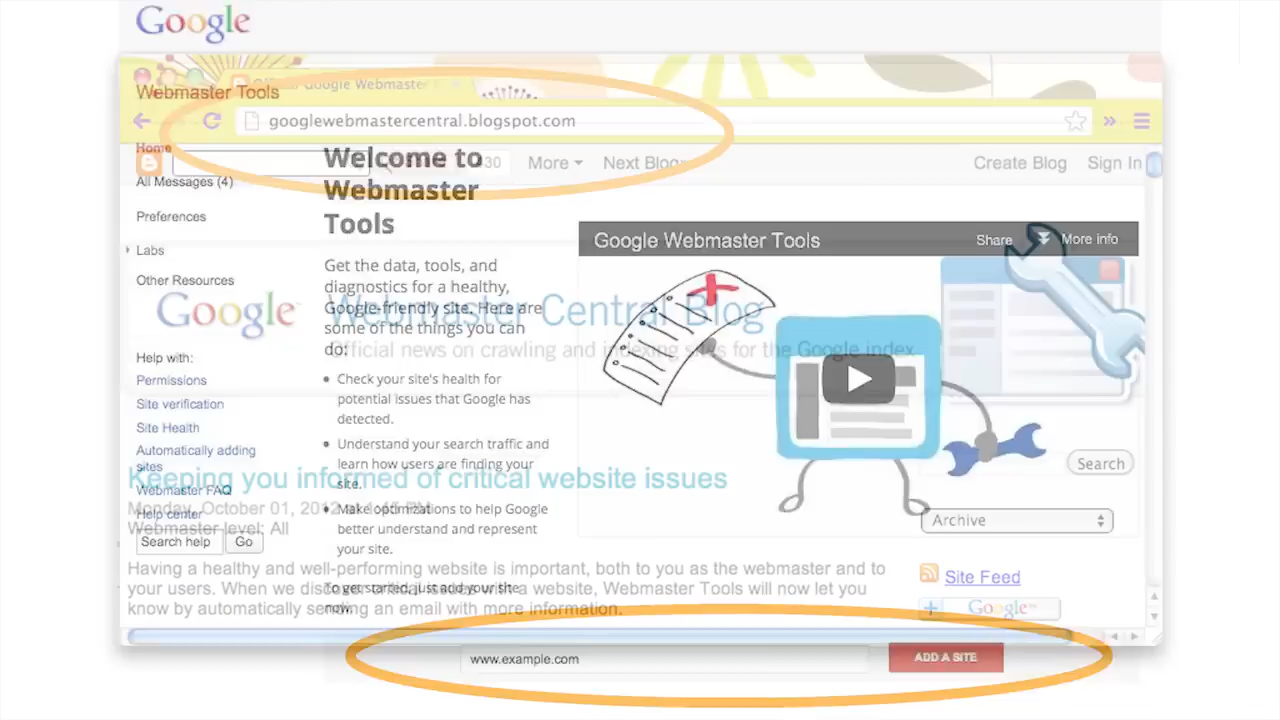 Google
Google Webmaster
Webmaster Tools
googlewebmastercentral.blogspot.com
Home
30 More Next Blog
Create Blog Sign In
Welcome to
Webmaster
Tools
All Messages (4)
Preferences
Labs
Other Resources
Google Webmaster Tools
Share
More info
Get the data, tools, and
diagnostics for a healthy,
Google-friendly site. Here are
some of the things you can
do:
Google Webmaster Central Blog
Official news on crawling and indexing sites for the Google index
Help with:
Permissions
Site verification
Site Health
Automatically adding
sites
Webmaster FAQ
Help center
Search help Go
Check your site's health for
potential issues that Google has
detected.
Understand your search traffic and
learn how users are finding your
site.
Make optimizations to help Google
better understand and represent
your site.
To get started, just add your site
now.
Search
Keeping you informed of critical website issues
Monday, October 01, 2012
Webmaster level: All
Archive
Having a healthy and well-performing website is important, both to you as the webmaster and to
your users. When we discover critical issues with a website, Webmaster Tools will now let you
know by automatically sending an email with more information.
Site Feed
Google
www.example.com
ADD A SITE